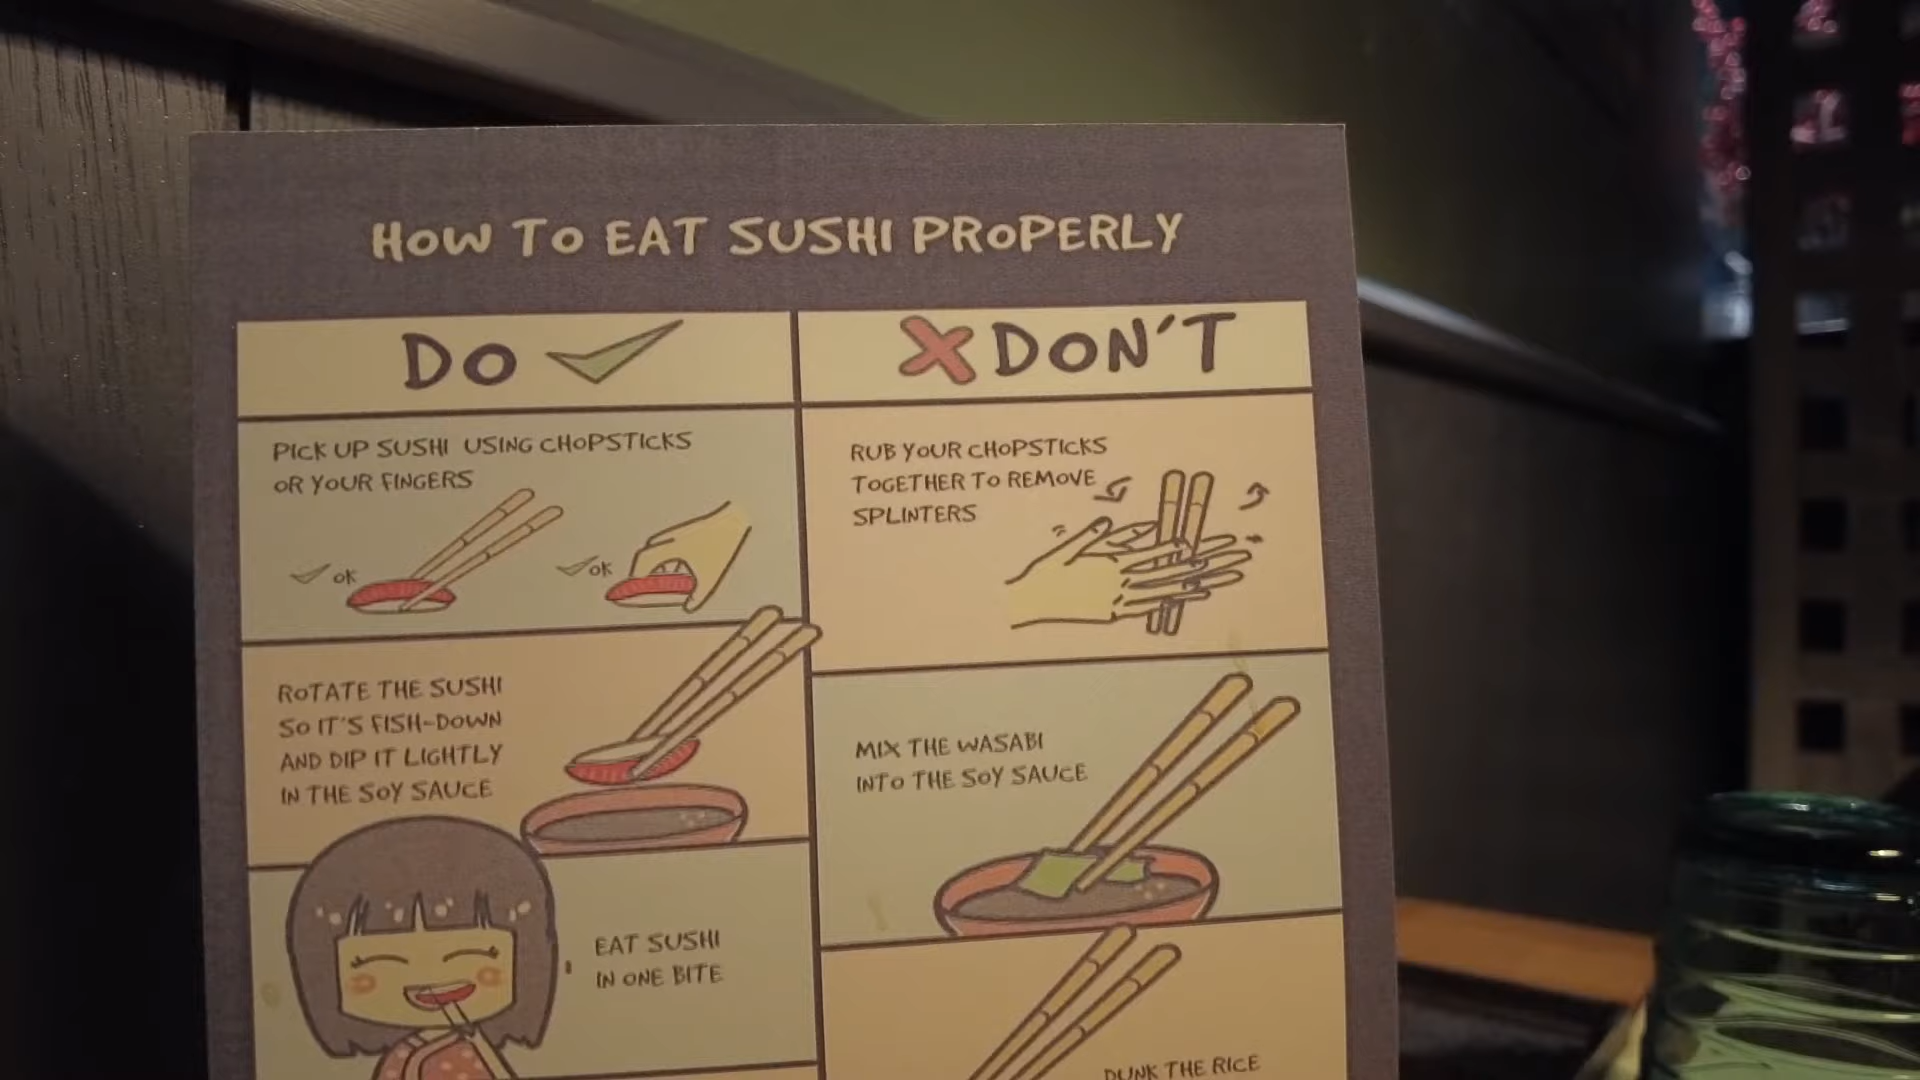 HOW TO EAT SUSHI PROPERLY
DO
DON'T
PICK UP SUSHI USING CHOPSTICKS
OR YOUR FINGERS
OK
OK
ROTATE THE SUSHI
SO IT'S FISH-DOWN
AND DIP IT LIGHTLY
IN THE SOY SAUCE
EAT SUSHI
IN ONE BITE
RUB YOUR CHOPSTICKS
TOGETHER TO REMOVE
SPLINTERS
MIX THE WASABI
INTO THE SOY SAUCE
DUNK THE RICE